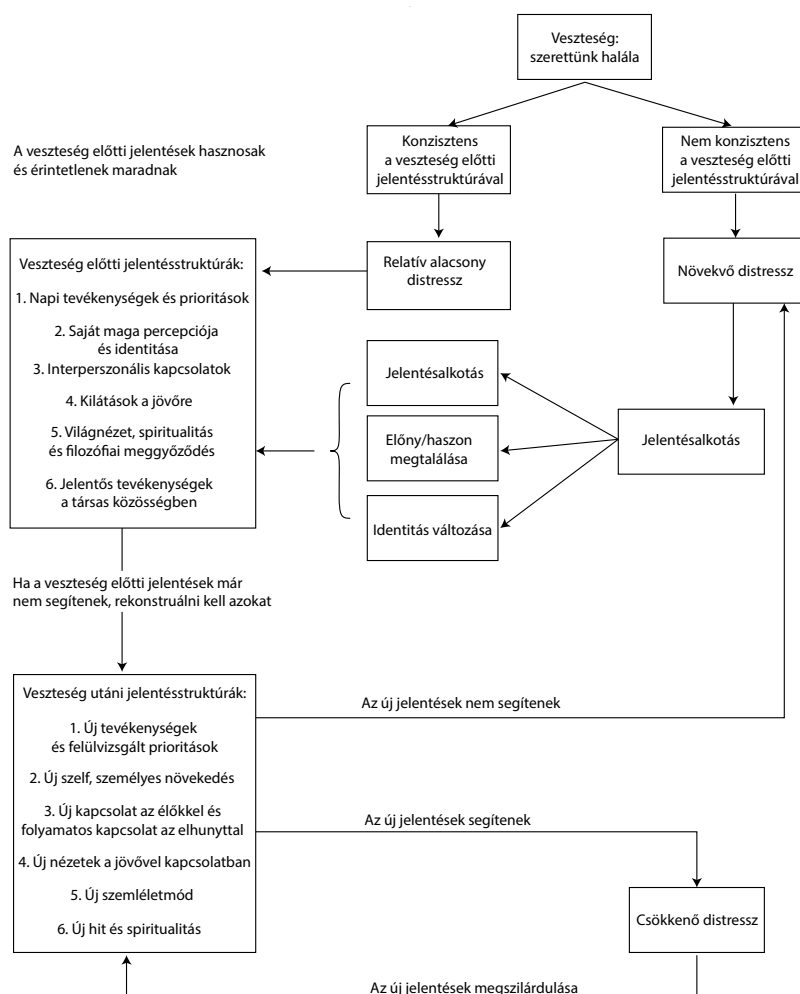 Veszteség:
szerettünk halála
A veszteség előtti jelentések hasznosak
és érintetlenek maradnak
Konzisztens
a veszteség előtti
jelentésstruktúrával
Nem konzisztens
a veszteség előtti
jelentésstruktúrával
Relatív alacsony
distressz
Növekvő distressz
Veszteség előtti jelentésstruktúrák:
1. Napi tevékenységek és prioritások
2. Saját maga percepciója
és identitása
3. Interperszonális kapcsolatok
4. Kilátások a jövőre
5. Világnézet, spiritualitás
és filozófiai meggyőződés
6. Jelentős tevékenységek
a társas közösségben
Jelentésalkotás
Előny/haszon
megtalálása
Identitás változása
Jelentésalkotás
Ha a veszteség előtti jelentések már
nem segítenek, rekonstruálni kell azokat
Veszteség utáni jelentésstruktúrák:
1. Új tevékenységek
és felülvizsgált prioritások
2. Új szelf, személyes növekedés
3. Új kapcsolat az élőkkel és
folyamatos kapcsolat az elhunyttal
4. Új nézetek a jövővel kapcsolatban
5. Új szemléletmód
6. Új hit és spiritualitás
Az új jelentések nem segítenek
Az új jelentések segítenek
Csökkenő distressz
Az új jelentések megszilárdulása